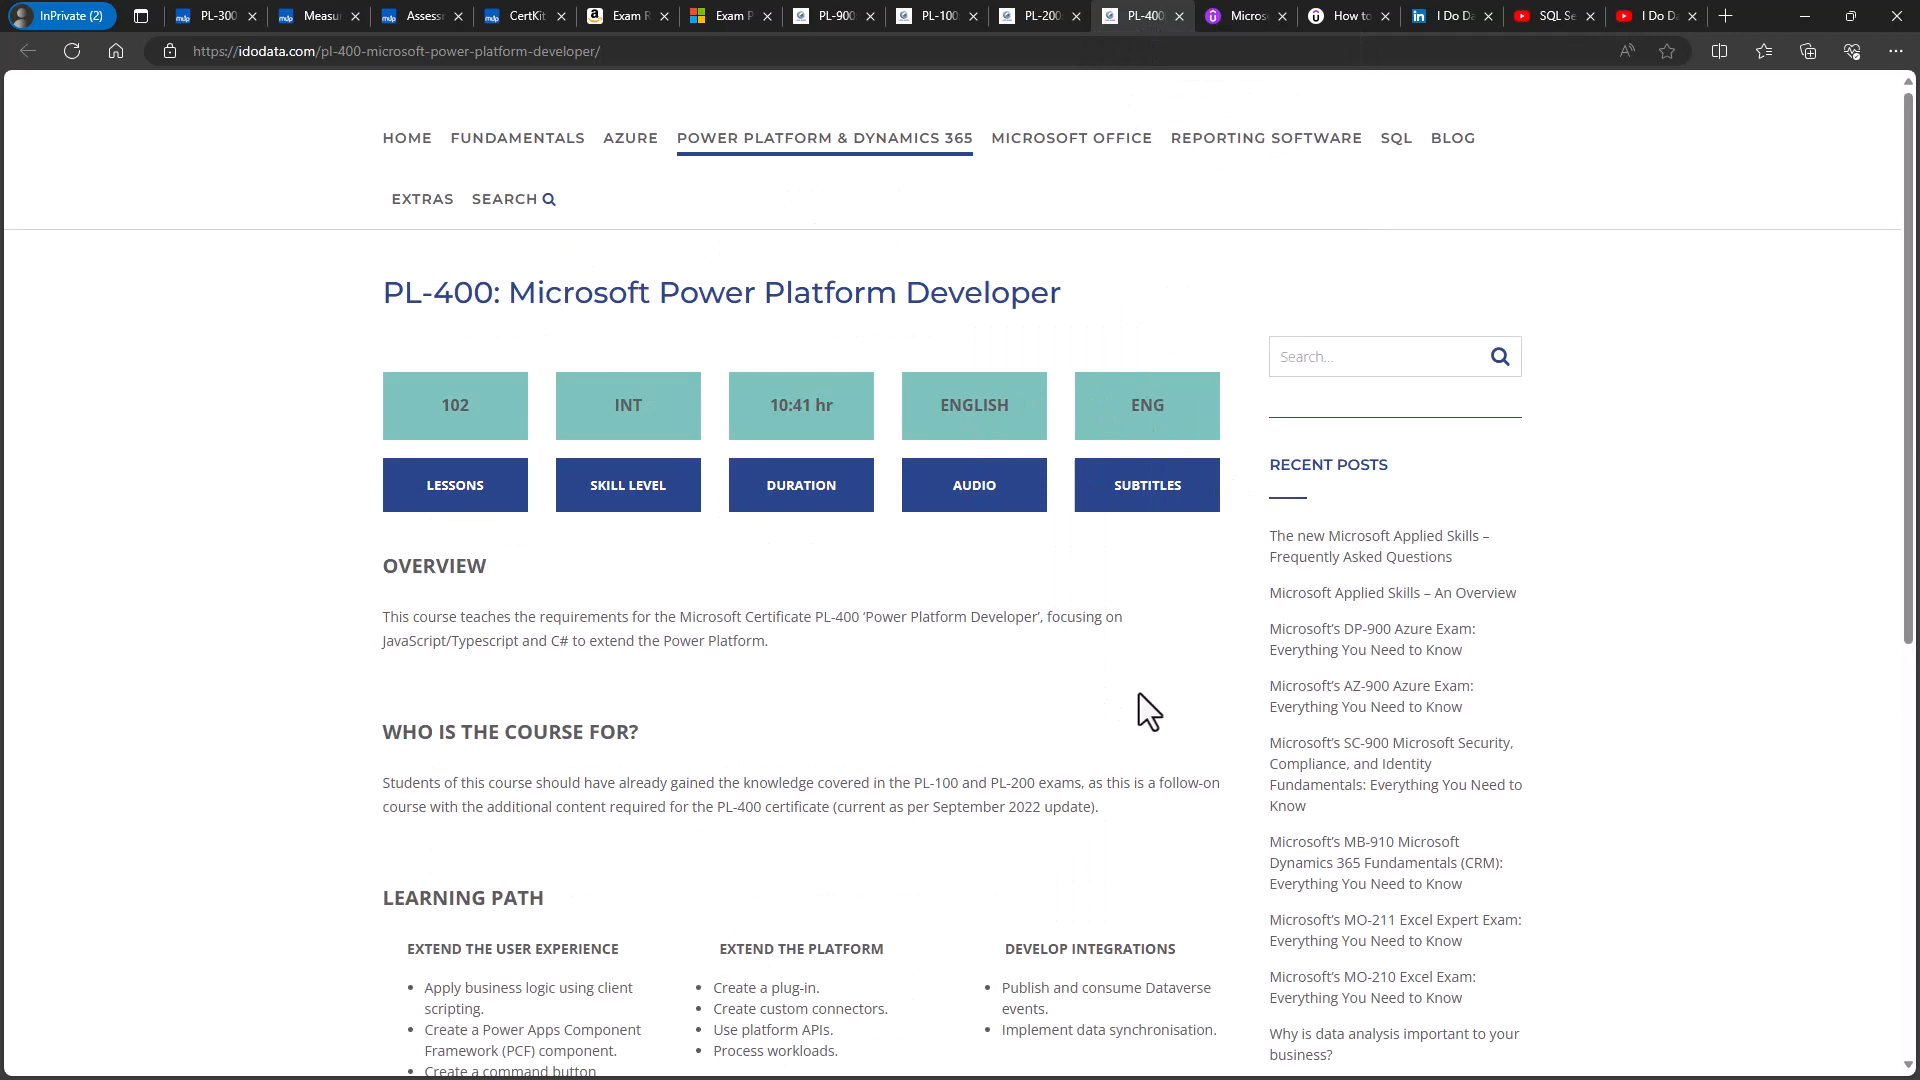 InPrivate (2)
PL-300
Measu
Assess
CertKit
Exam R
Exam P
PL-900
PL-100
PL-200
PL-400
Micros
How to
I Do Da
SQL Se
I Do Da
https://idodata.com/pl-400-microsoft-power-platform-developer/
HOME FUNDAMENTALS AZURE POWER PLATFORM & DYNAMICS 365 MICROSOFT OFFICE REPORTING SOFTWARE SQL BLOG
EXTRAS SEARCH
PL-400: Microsoft Power Platform Developer
102
INT
10:41 hr
ENGLISH
ENG
LESSONS
SKILL LEVEL
DURATION
AUDIO
SUBTITLES
OVERVIEW
This course teaches the requirements for the Microsoft Certificate PL-400 ‘Power Platform Developer’, focusing on
JavaScript/Typescript and C# to extend the Power Platform.
WHO IS THE COURSE FOR?
Students of this course should have already gained the knowledge covered in the PL-100 and PL-200 exams, as this is a follow-on
course with the additional content required for the PL-400 certificate (current as per September 2022 update).
LEARNING PATH
EXTEND THE USER EXPERIENCE
• Apply business logic using client
scripting.
• Create a Power Apps Component
Framework (PCF) component.
• Create a command button
EXTEND THE PLATFORM
• Create a plug-in.
• Create custom connectors.
• Use platform APIs.
• Process workloads.
DEVELOP INTEGRATIONS
• Publish and consume Dataverse
events.
• Implement data synchronisation.
Search...
RECENT POSTS
The new Microsoft Applied Skills –
Frequently Asked Questions
Microsoft Applied Skills – An Overview
Microsoft’s DP-900 Azure Exam:
Everything You Need to Know
Microsoft’s AZ-900 Azure Exam:
Everything You Need to Know
Microsoft’s SC-900 Microsoft Security,
Compliance, and Identity
Fundamentals: Everything You Need to
Know
Microsoft’s MB-910 Microsoft
Dynamics 365 Fundamentals (CRM):
Everything You Need to Know
Microsoft’s MO-211 Excel Expert Exam:
Everything You Need to Know
Microsoft’s MO-210 Excel Exam:
Everything You Need to Know
Why is data analysis important to your
business?